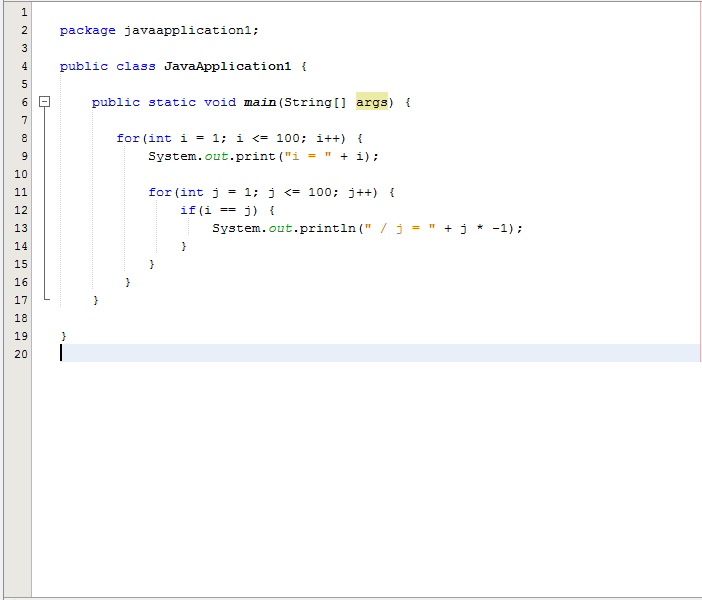 1
2 package javaapplication1;
3
4 public class JavaApplication1 {
5
6 public static void main(String[] args) {
7
8 for(int i = 1; i <= 100; i++) {
9 System.out.print("i = " + i);
10
11 for(int j = 1; j <= 100; j++) {
12 if(i == j) {
13 System.out.println(" / j = " + j * -1);
14 }
15 }
16 }
17 }
18
19 }
20